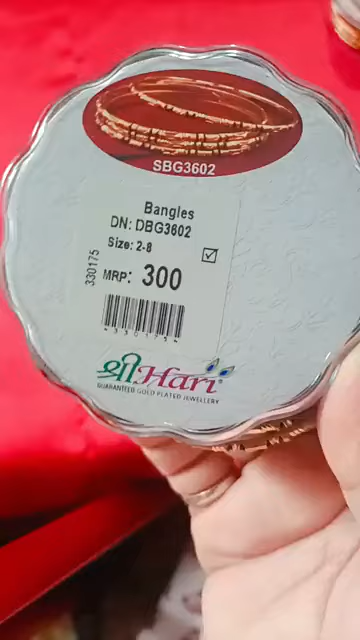 SBG3602
Bangles
DN: DBG3602
Size: 2-8
330175
MRP: 300
श्रीHari
GUARANTEED GOLD PLATED JEWELLERY